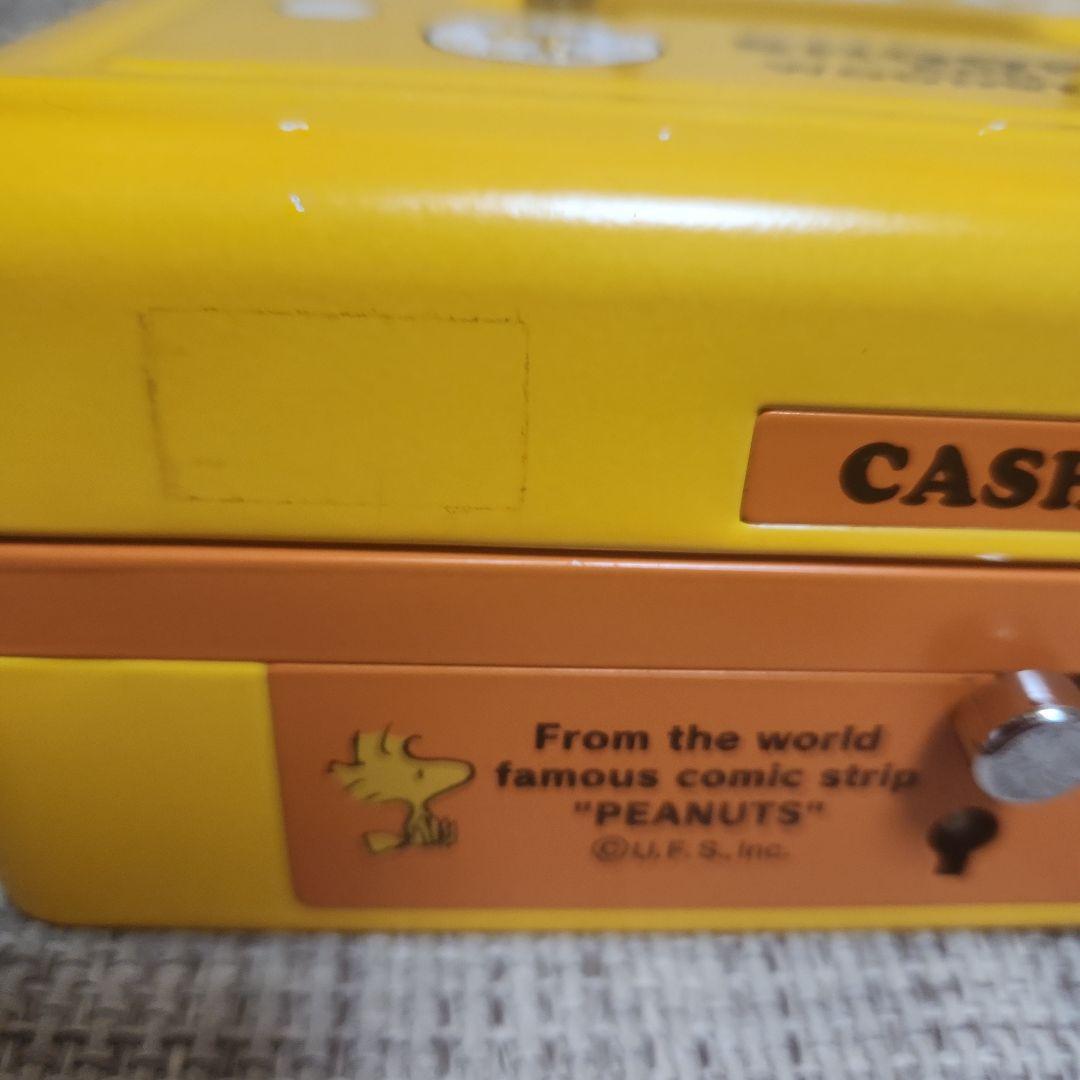 CASH
From the world
famous comic strip
"PEANUTS"
©U.F.S., Inc.